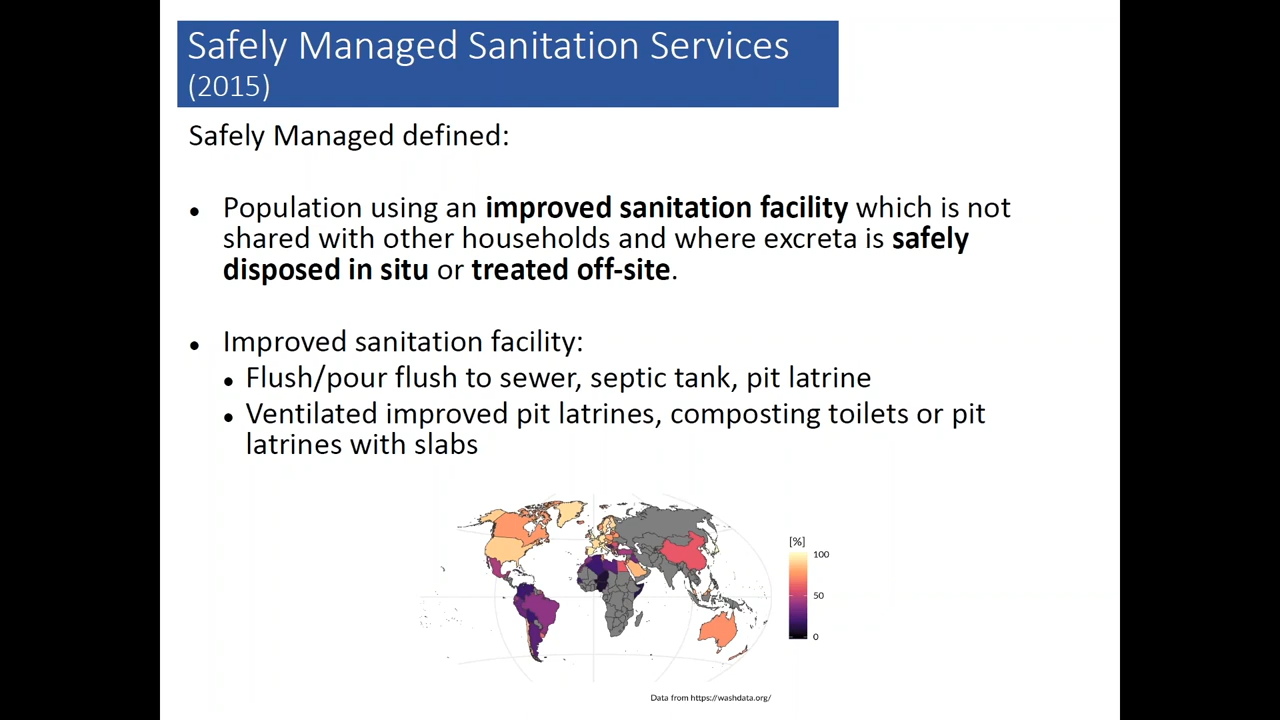 Safely Managed Sanitation Services
(2015)
Safely Managed defined:
• Population using an improved sanitation facility which is not
shared with other households and where excreta is safely
disposed in situ or treated off-site.
• Improved sanitation facility:
• Flush/pour flush to sewer, septic tank, pit latrine
• Ventilated improved pit latrines, composting toilets or pit
latrines with slabs
[%]
100
50
0
Data from https://washdata.org/